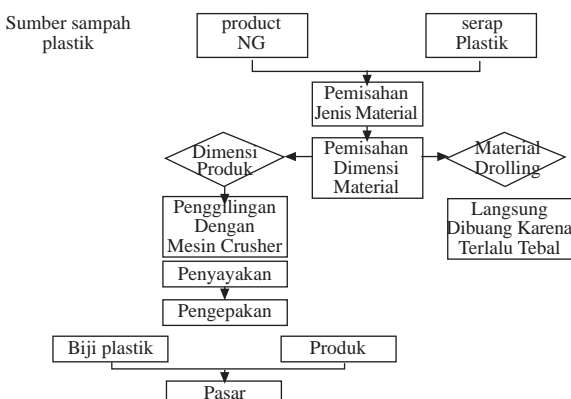 Sumber sampah
plastik
product
NG
serap
Plastik
Pemisahan
Jenis Material
Dimensi
Produk
Pemisahan
Dimensi
Material
Material
Drolling
Penggilingan
Dengan
Mesin Crusher
Langsung
Dibuang Karena
Terlalu Tebal
Penyayakan
Pengepakan
Biji plastik
Produk
Pasar